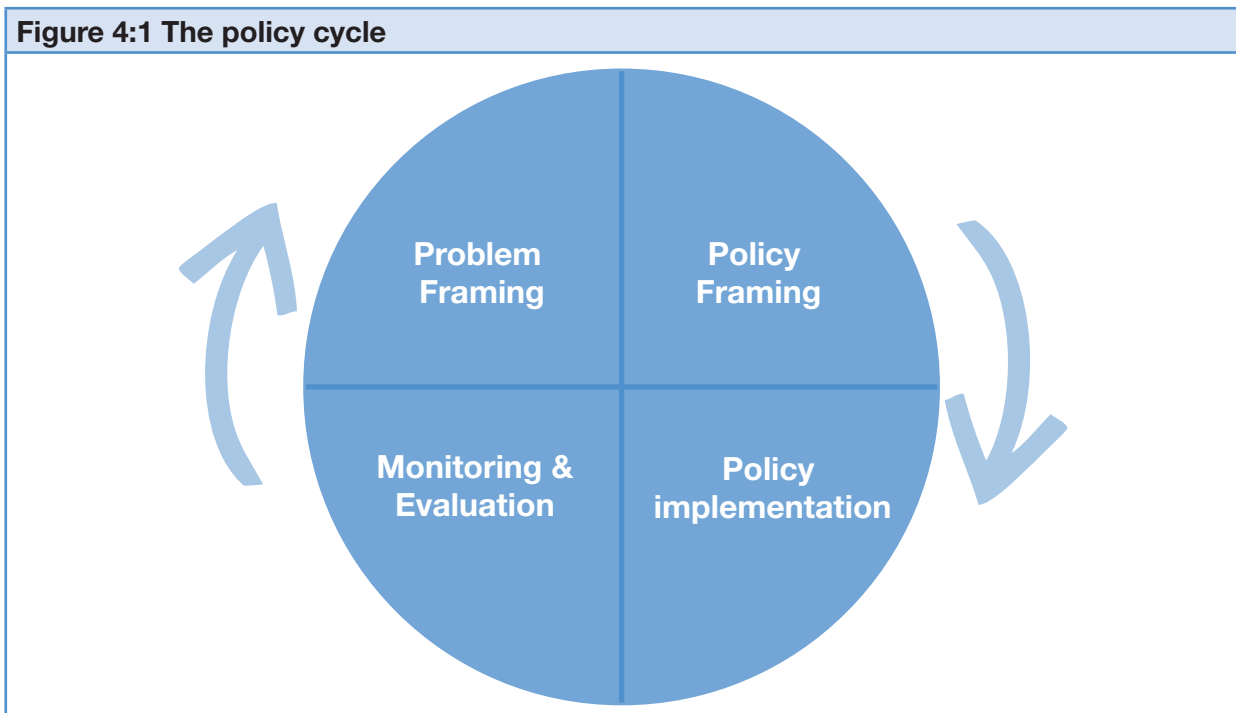 Figure 4:1 The policy cycle
Problem
Framing
Policy
Framing
Monitoring &
Evaluation
Policy
implementation